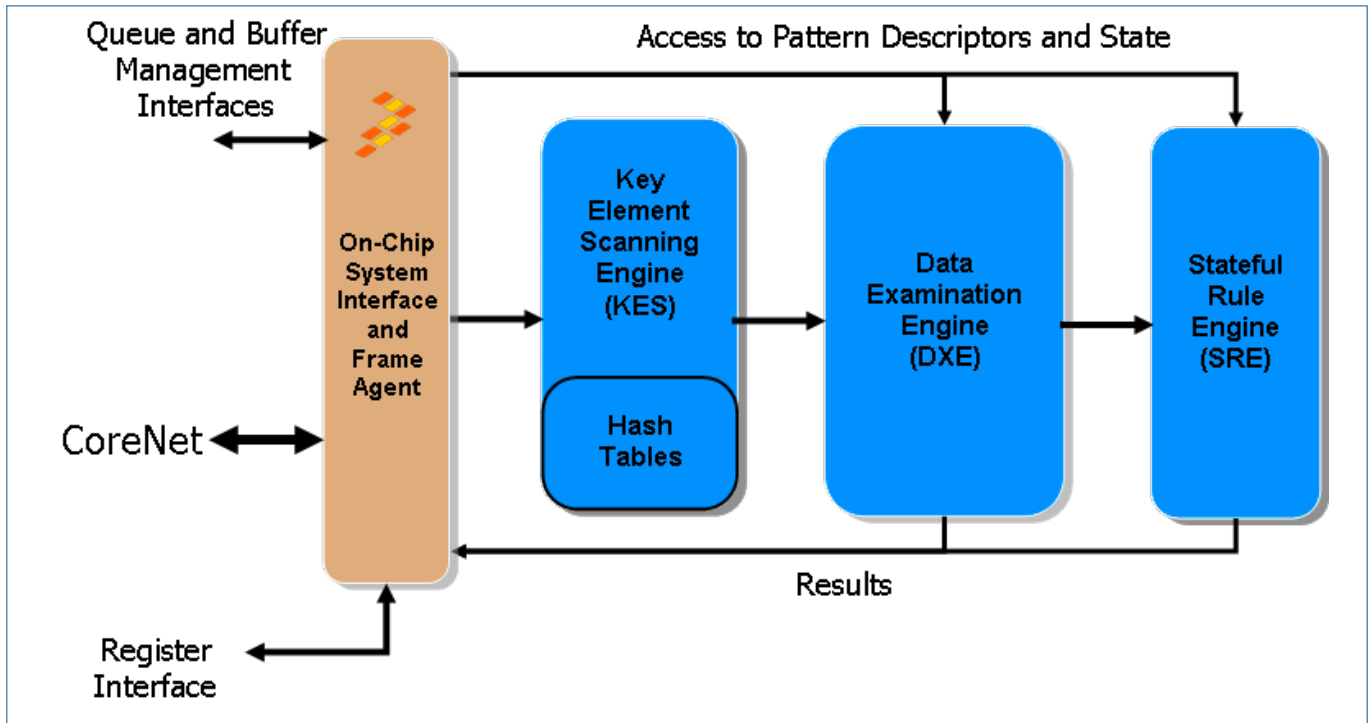 Queue and Buffer
Management
Interfaces
Access to Pattern Descriptors and State
On-Chip
System
Interface
and
Frame
Agent
Key
Element
Scanning
Engine
(KES)
Hash
Tables
Data
Examination
Engine
(DXE)
Stateful
Rule
Engine
(SRE)
CoreNet
Results
Register
Interface